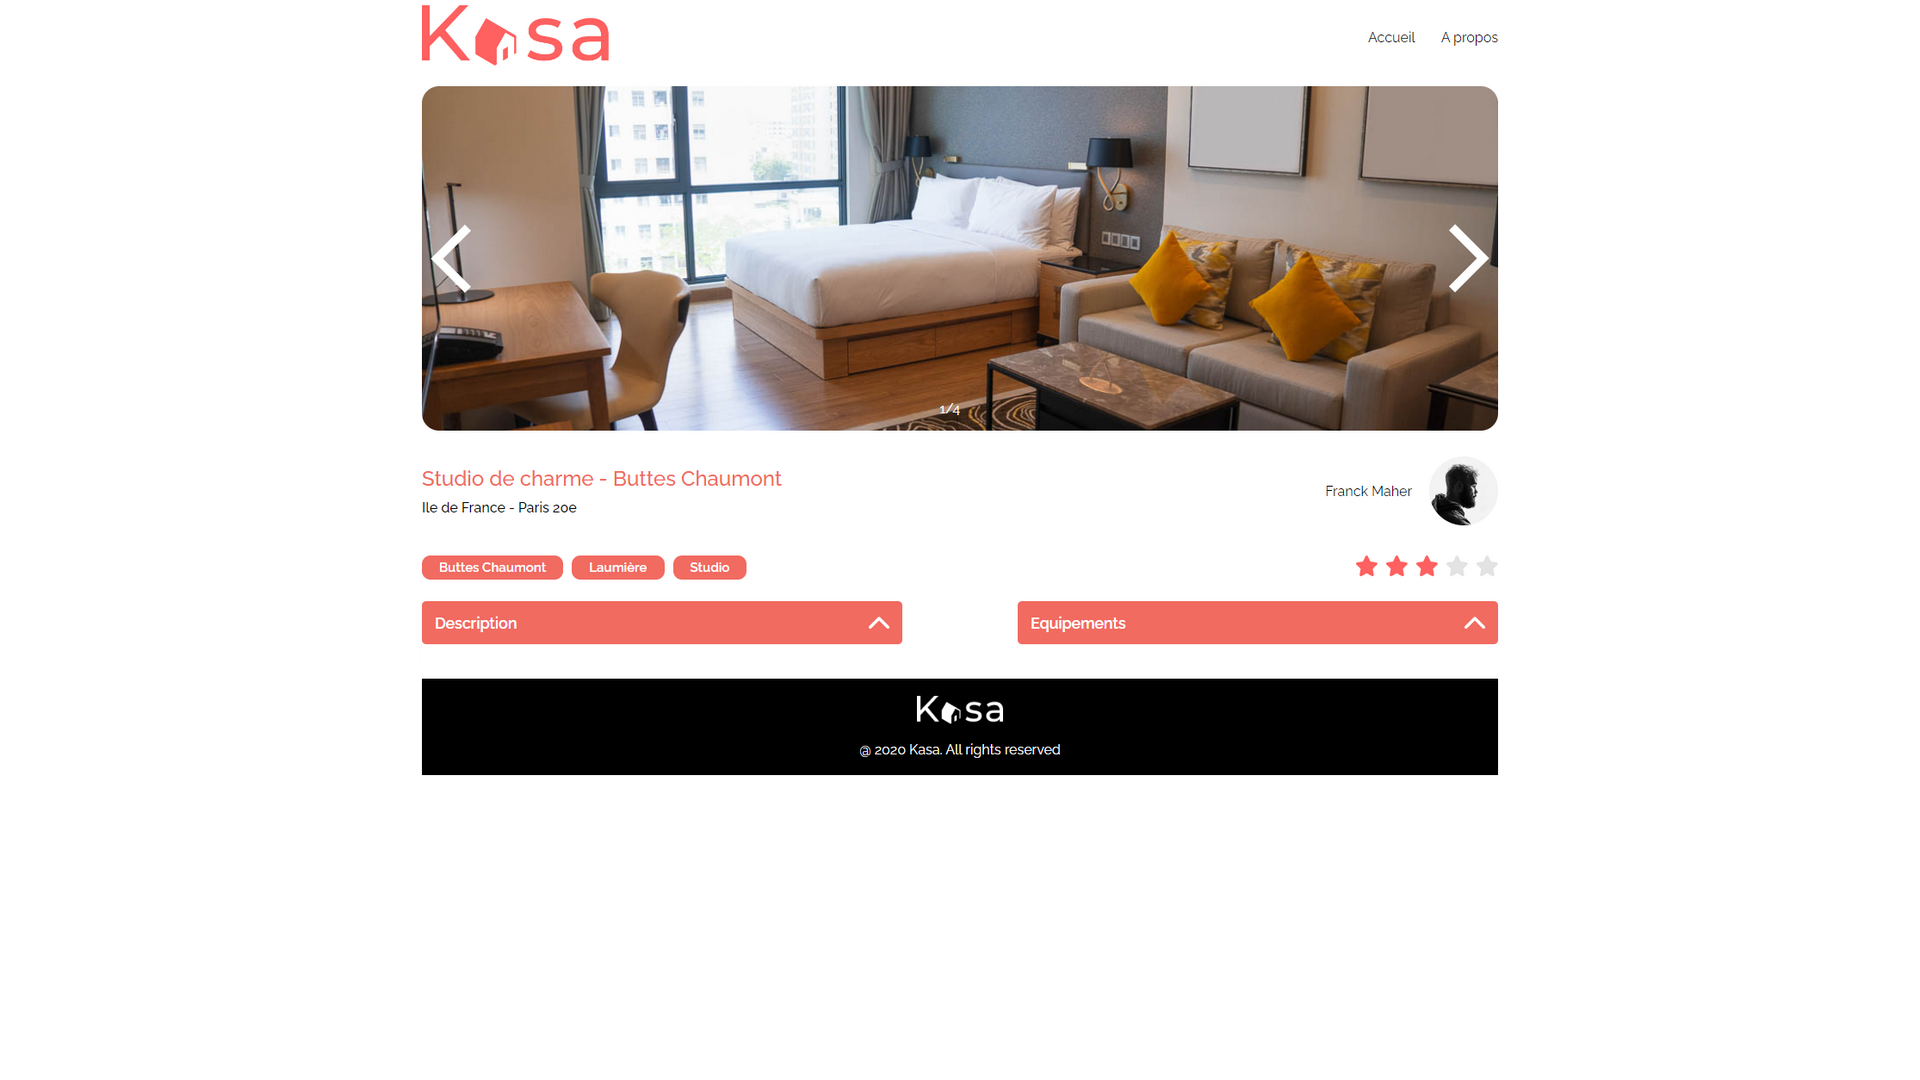 Kasa
Accueil
A propos
1/4
Studio de charme - Buttes Chaumont
Ile de France - Paris 20e
Franck Maher
Buttes Chaumont
Laumière
Studio
Description
Equipements
Kasa
@ 2020 Kasa. All rights reserved